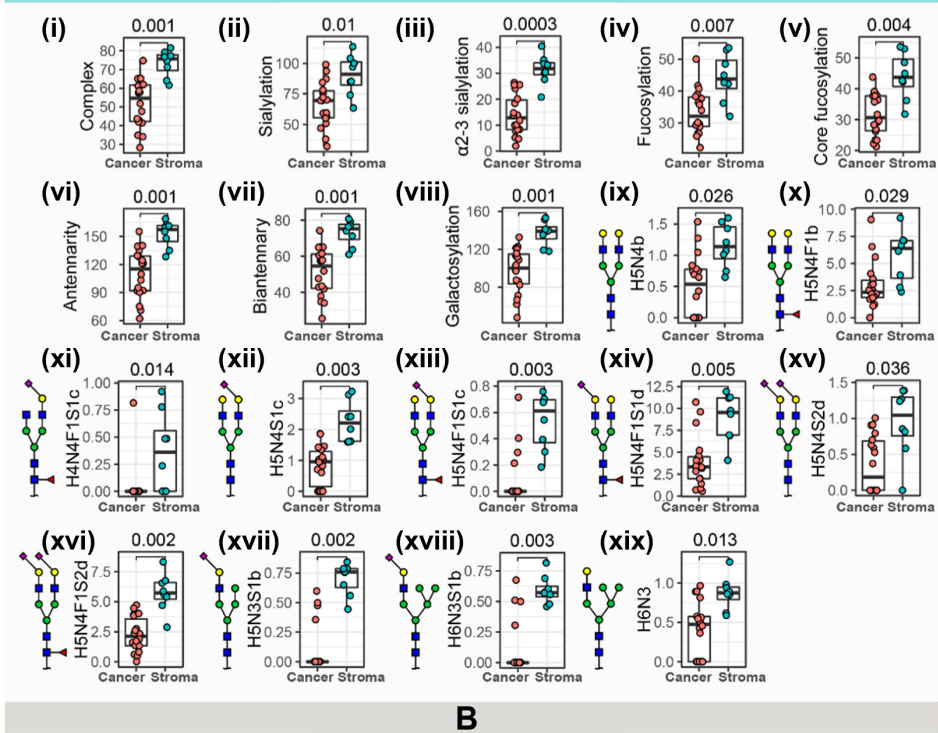 (i) 0.001
Complex
80
70
60
50
40
30
Cancer Stroma
(ii) 0.01
Sialylation
100
75
50
Cancer Stroma
(iii) 0.0003
α2-3 sialylation
40
30
20
10
0
Cancer Stroma
(iv) 0.007
Fucosylation
50
40
30
Cancer Stroma
(v) 0.004
Core fucosylation
50
40
30
20
Cancer Stroma
(vi) 0.001
Antennarity
150
120
90
60
Cancer Stroma
(vii) 0.001
Biantennary
80
60
40
Cancer Stroma
(viii) 0.001
Galactosylation
160
120
80
Cancer Stroma
(ix) 0.026
H5N4b
1.5
1.0
0.5
0.0
Cancer Stroma
(x) 0.029
H5N4F1b
10.0
7.5
5.0
2.5
0.0
Cancer Stroma
(xi) 0.014
H4N4F1S1c
1.00
0.75
0.50
0.25
0.00
Cancer Stroma
(xii) 0.003
H5N4S1c
3
2
1
0
Cancer Stroma
(xiii) 0.003
H5N4F1S1c
0.8
0.6
0.4
0.2
0.0
Cancer Stroma
(xiv) 0.005
H5N4F1S1d
12.5
10.0
7.5
5.0
2.5
0.0
Cancer Stroma
(xv) 0.036
H5N4S2d
1.5
1.0
0.5
0.0
Cancer Stroma
(xvi) 0.002
H5N4F1S2d
7.5
5.0
2.5
0.0
Cancer Stroma
(xvii) 0.002
H5N3S1b
0.75
0.50
0.25
0.00
Cancer Stroma
(xviii) 0.003
H6N3S1b
0.75
0.50
0.25
0.00
Cancer Stroma
(xix) 0.013
H6N3
1.0
0.5
0.0
Cancer Stroma
B